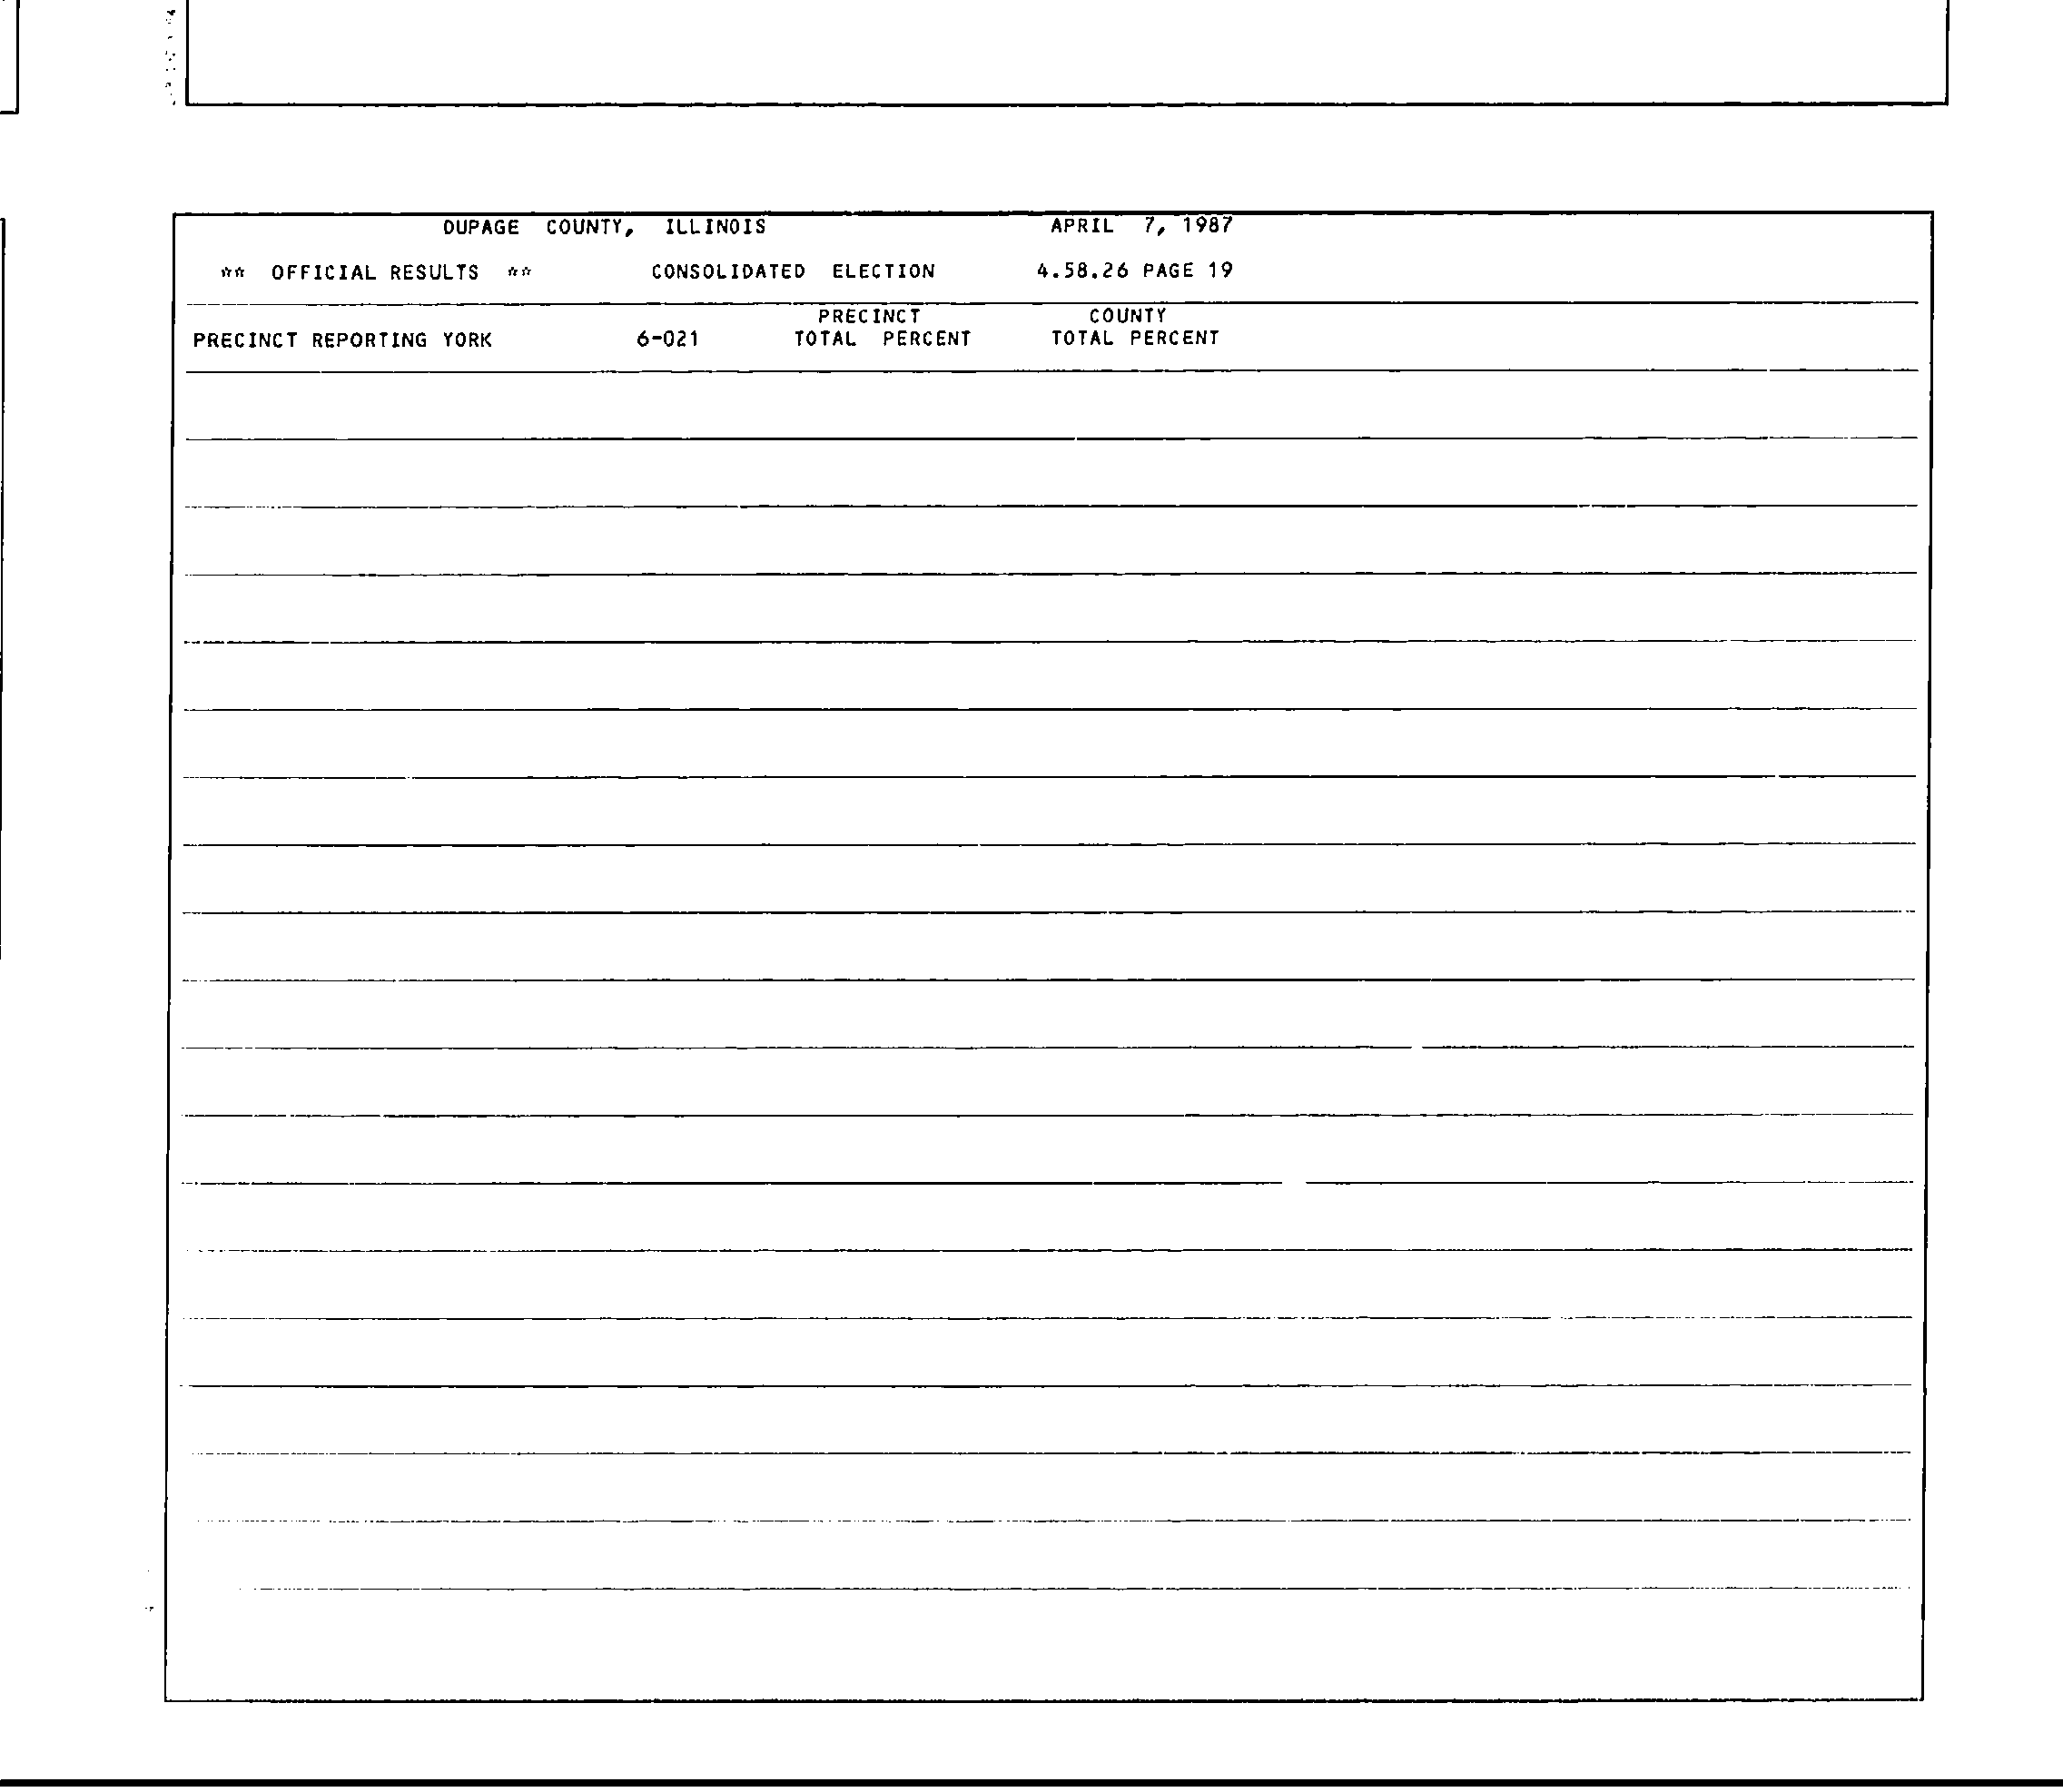 DUPAGE COUNTY, ILLINOIS APRIL 7, 1987
** OFFICIAL RESULTS ** CONSOLIDATED ELECTION 4.58.26 PAGE 19
PRECINCT COUNTY
PRECINCT REPORTING YORK 6-021 TOTAL PERCENT TOTAL PERCENT